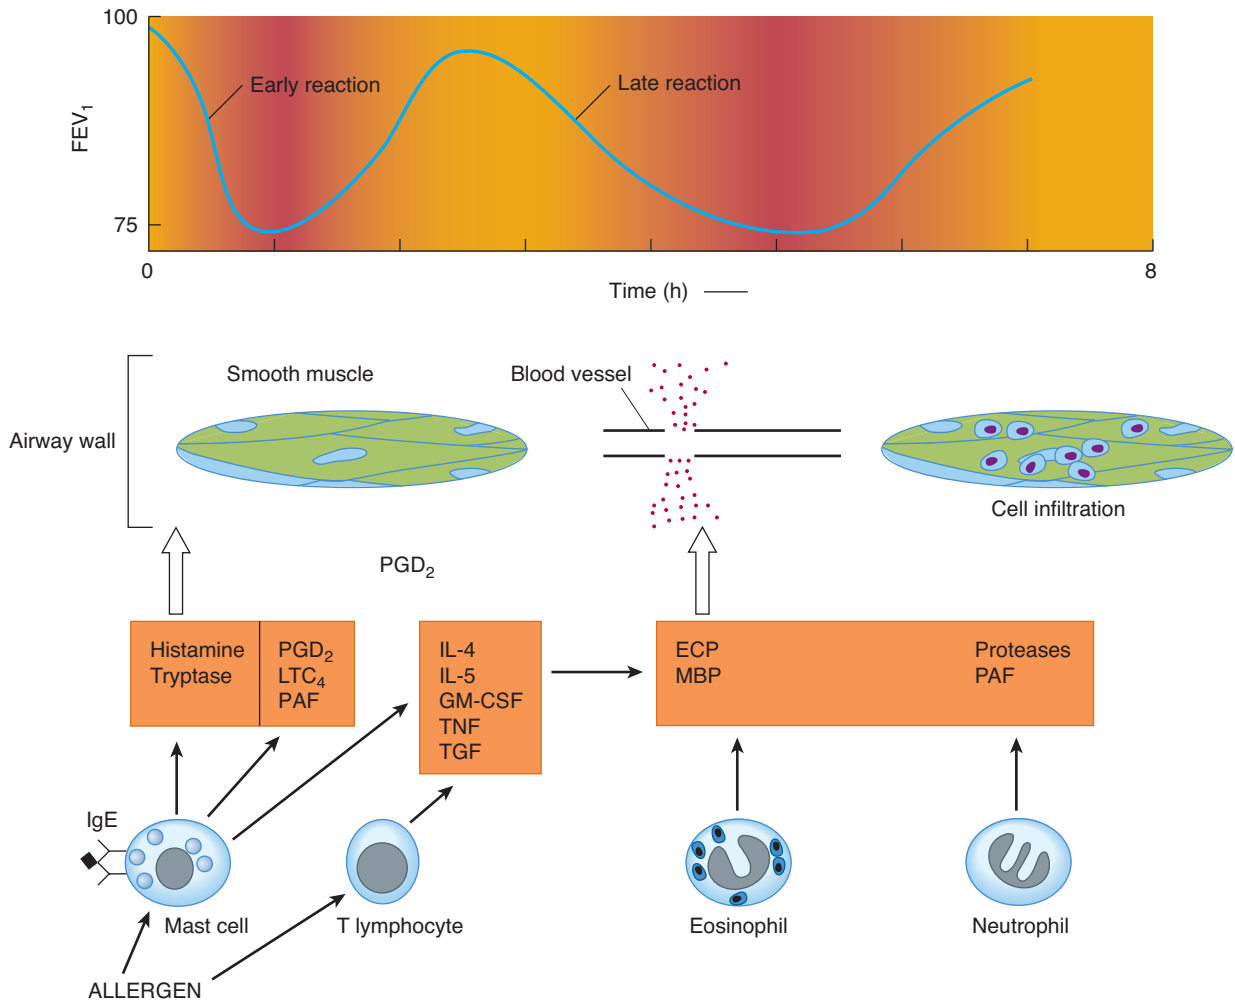 100
Early reaction
Late reaction
FEV₁
75
0
8
Time (h)
Smooth muscle
Blood vessel
Airway wall
Cell infiltration
PGD₂
Histamine
Tryptase
PGD₂
LTC₄
PAF
IL-4
IL-5
GM-CSF
TNF
TGF
ECP
MBP
Proteases
PAF
IgE
Mast cell
T lymphocyte
Eosinophil
Neutrophil
ALLERGEN